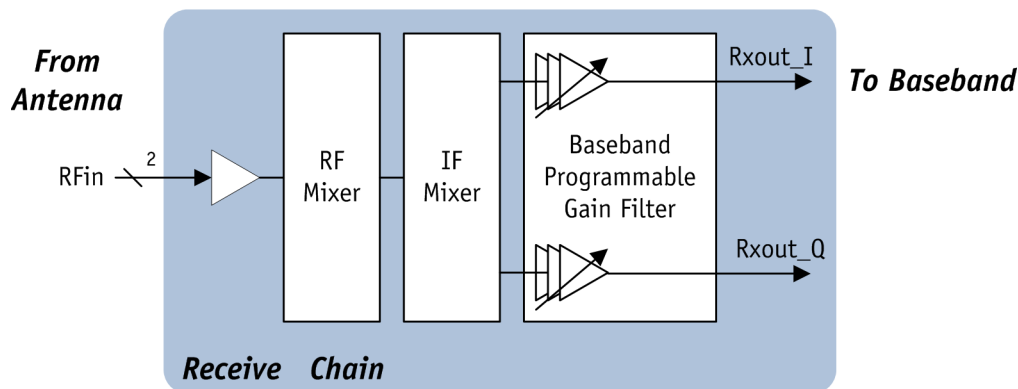 From
Antenna
RFin
2
RF
Mixer
IF
Mixer
Baseband
Programmable
Gain Filter
Rxout_I
Rxout_Q
To Baseband
Receive Chain